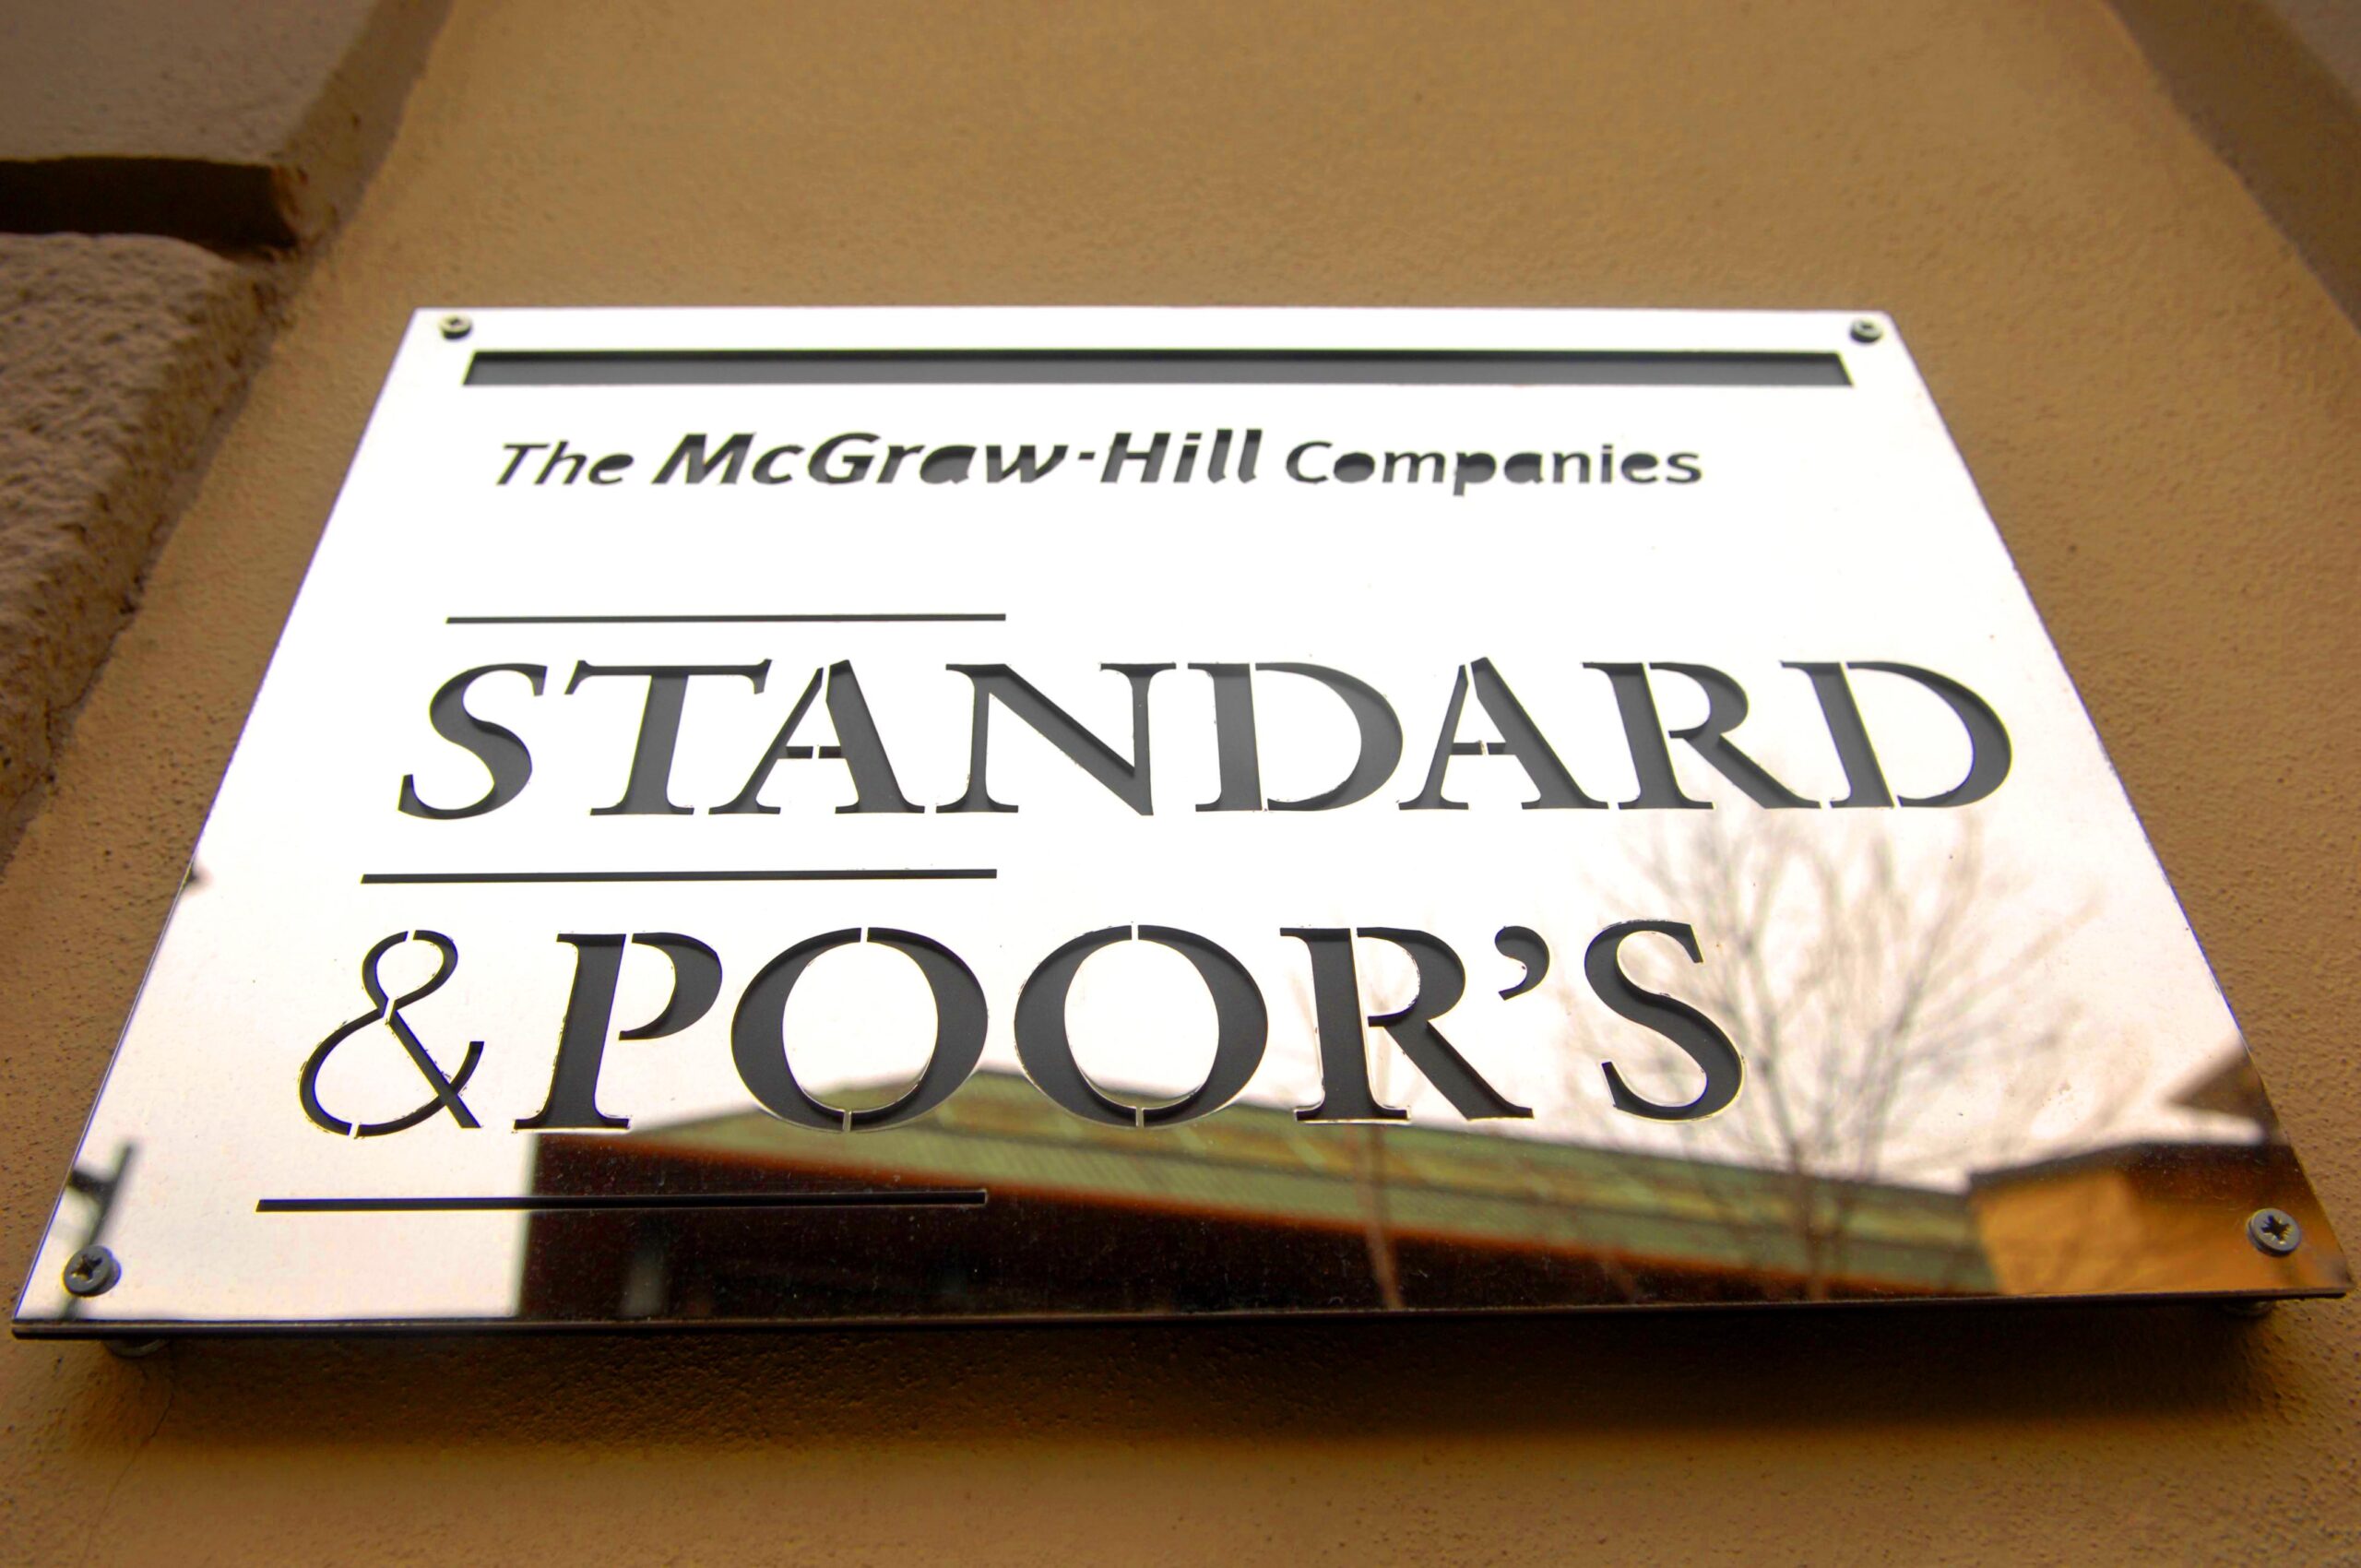 The McGraw-Hill Companies
STANDARD
& POOR’S